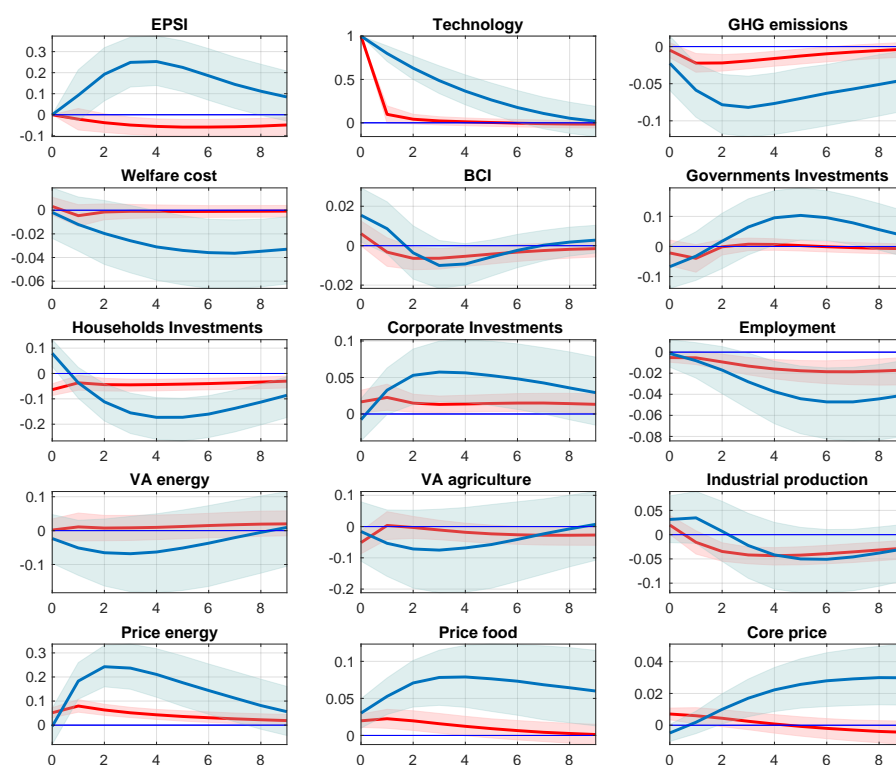 EPSI
Technology
GHG emissions
0.3
0.2
0.1
0
-0.1
0 2 4 6 8
1
0.5
0
0 2 4 6 8
0
-0.05
-0.1
0 2 4 6 8
Welfare cost
BCI
Governments Investments
0
-0.02
-0.04
-0.06
0 2 4 6 8
0.02
0
-0.02
0 2 4 6 8
0.1
0
-0.1
0 2 4 6 8
Households Investments
Corporate Investments
Employment
0.1
0
-0.1
-0.2
0 2 4 6 8
0.1
0.05
0
0 2 4 6 8
0
-0.02
-0.04
-0.06
-0.08
0 2 4 6 8
VA energy
VA agriculture
Industrial production
0.1
0
-0.1
0 2 4 6 8
0.1
0
-0.1
-0.2
0 2 4 6 8
0.05
0
-0.05
-0.1
0 2 4 6 8
Price energy
Price food
Core price
0.3
0.2
0.1
0
0 2 4 6 8
0.1
0.05
0
0 2 4 6 8
0.04
0.02
0
0 2 4 6 8